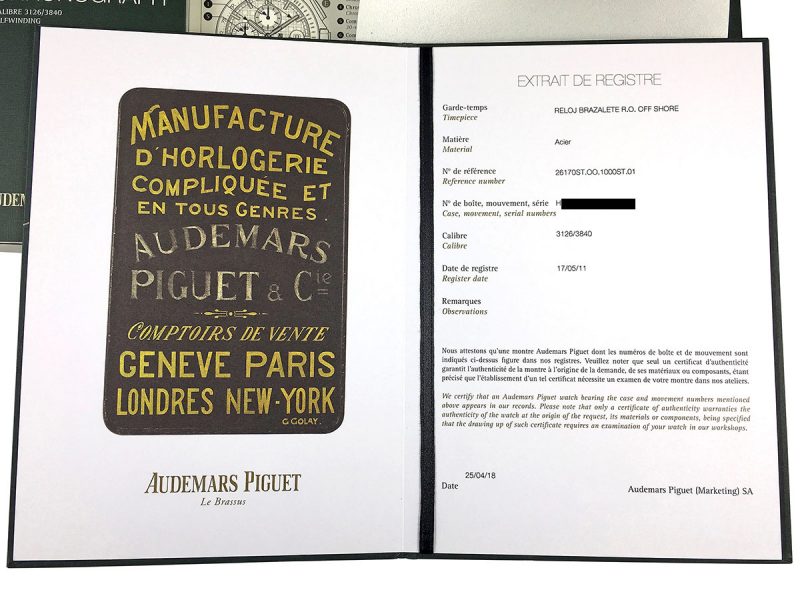 CALIBRE 3126/3840
SELFWINDING
MANUFACTURE
D'HORLOGERIE
COMPLIQUÉE ET
EN TOUS GENRES.
AUDEMARS
PIGUET & Cie
COMPTOIRS DE VENTE
GENEVE PARIS
LONDRES NEW-YORK
G.GOLAY.
AUDEMARS PIGUET
Le Brassus
EXTRAIT DE REGISTRE
Garde-temps RELOJ BRAZALETE R.O. OFF SHORE
Timepiece
Matière Acier
Material
N° de référence 26170ST.OO.1000ST.01
Reference number
N° de boîte, mouvement, série H
Case, movement, serial numbers
Calibre 3126/3840
Calibre
Date de registre 17/05/11
Register date
Remarques
Observations
Nous attestons qu'une montre Audemars Piguet dont les numéros de boîte et de mouvement sont
indiqués ci-dessus figure dans nos registres. Veuillez noter que seul un certificat d'authenticité
garantit l'authenticité de la montre à l'origine de la demande, de ses matériaux ou composants, étant
précisé que l'établissement d'un tel certificat nécessite un examen de votre montre dans nos ateliers.
We certify that an Audemars Piguet watch bearing the case and movement numbers mentioned
above appears in our records. Please note that only a certificate of authenticity warranties the
authenticity of the watch at the origin of the request, its materials or components, being specified
that the drawing up of such certificate requires an examination of your watch in our workshops.
25/04/18
Date Audemars Piguet (Marketing) SA